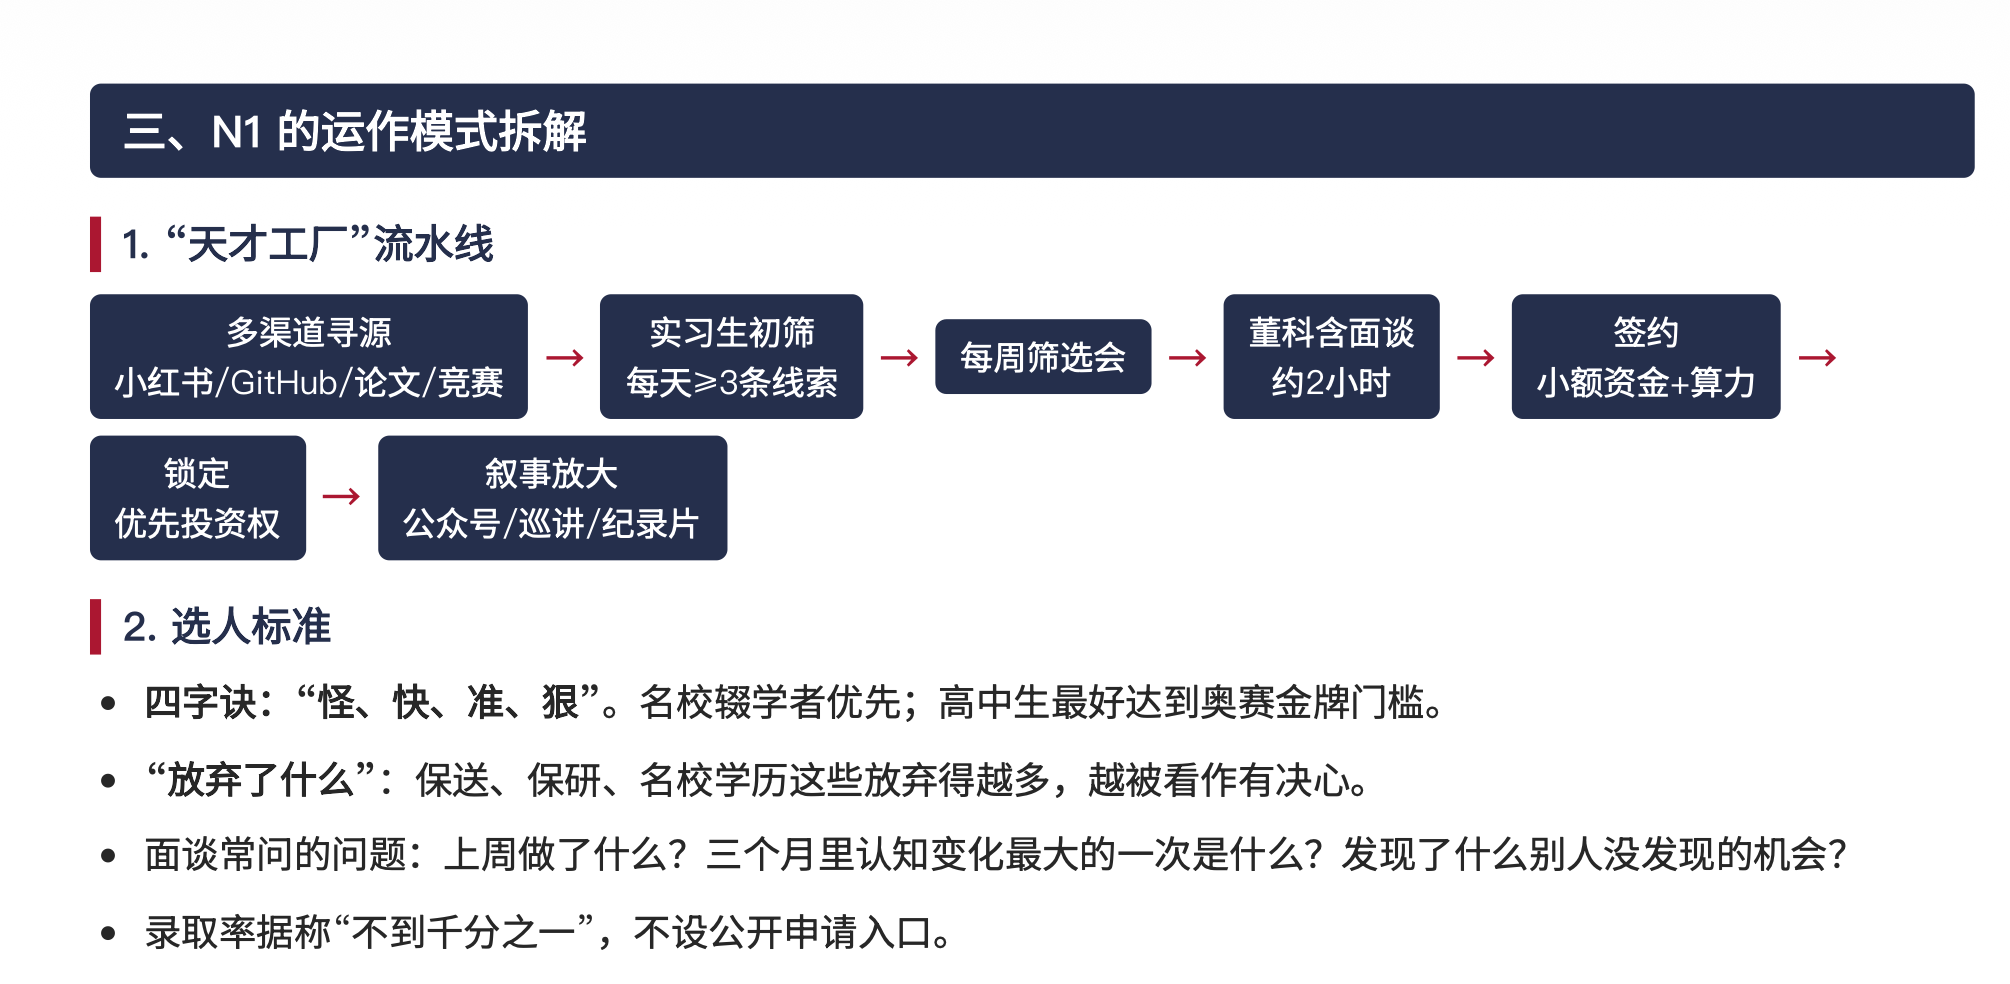 三、N1 的运作模式拆解
1. “天才工厂”流水线
多渠道寻源
小红书/GitHub/论文/竞赛
→
实习生初筛
每天≥3条线索
→
每周筛选会
→
董科含面谈
约2小时
→
签约
小额资金+算力
→
锁定
优先投资权
→
叙事放大
公众号/巡讲/纪录片
2. 选人标准
• 四字诀：“怪、快、准、狠”。名校辍学者优先；高中生最好达到奥赛金牌门槛。
• “放弃了什么”：保送、保研、名校学历这些放弃得越多，越被看作有决心。
• 面谈常问的问题：上周做了什么？三个月里认知变化最大的一次是什么？发现了什么别人没发现的机会？
• 录取率据称“不到千分之一”，不设公开申请入口。